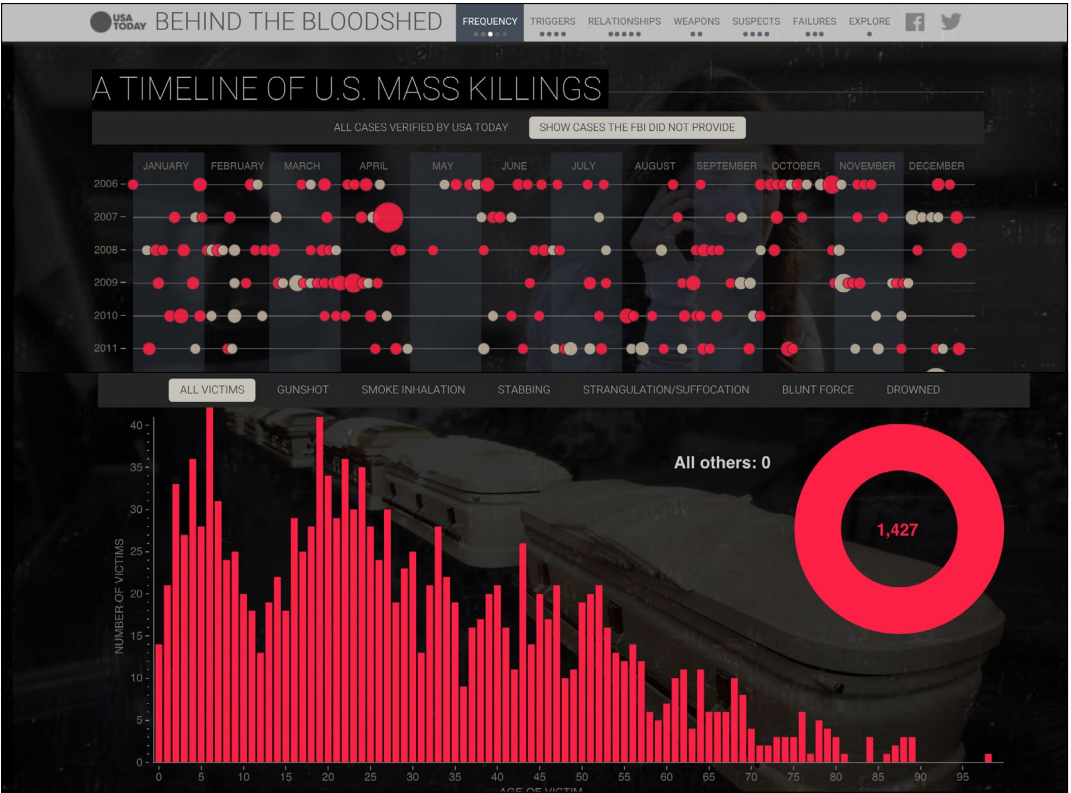 USA TODAY BEHIND THE BLOODSHED FREQUENCY TRIGGERS RELATIONSHIPS WEAPONS SUSPECTS FAILURES EXPLORE
A TIMELINE OF U.S. MASS KILLINGS
ALL CASES VERIFIED BY USA TODAY SHOW CASES THE FBI DID NOT PROVIDE
JANUARY FEBRUARY MARCH APRIL MAY JUNE JULY AUGUST SEPTEMBER OCTOBER NOVEMBER DECEMBER
2006
2007
2008
2009
2010
2011
ALL VICTIMS GUNSHOT SMOKE INHALATION STABBING STRANGULATION/SUFFOCATION BLUNT FORCE DROWNED
40
35
30
25
20
15
10
5
0
NUMBER OF VICTIMS
All others: 0
1,427
0 5 10 15 20 25 30 35 40 45 50 55 60 65 70 75 80 85 90 95
AGE OF VICTIM